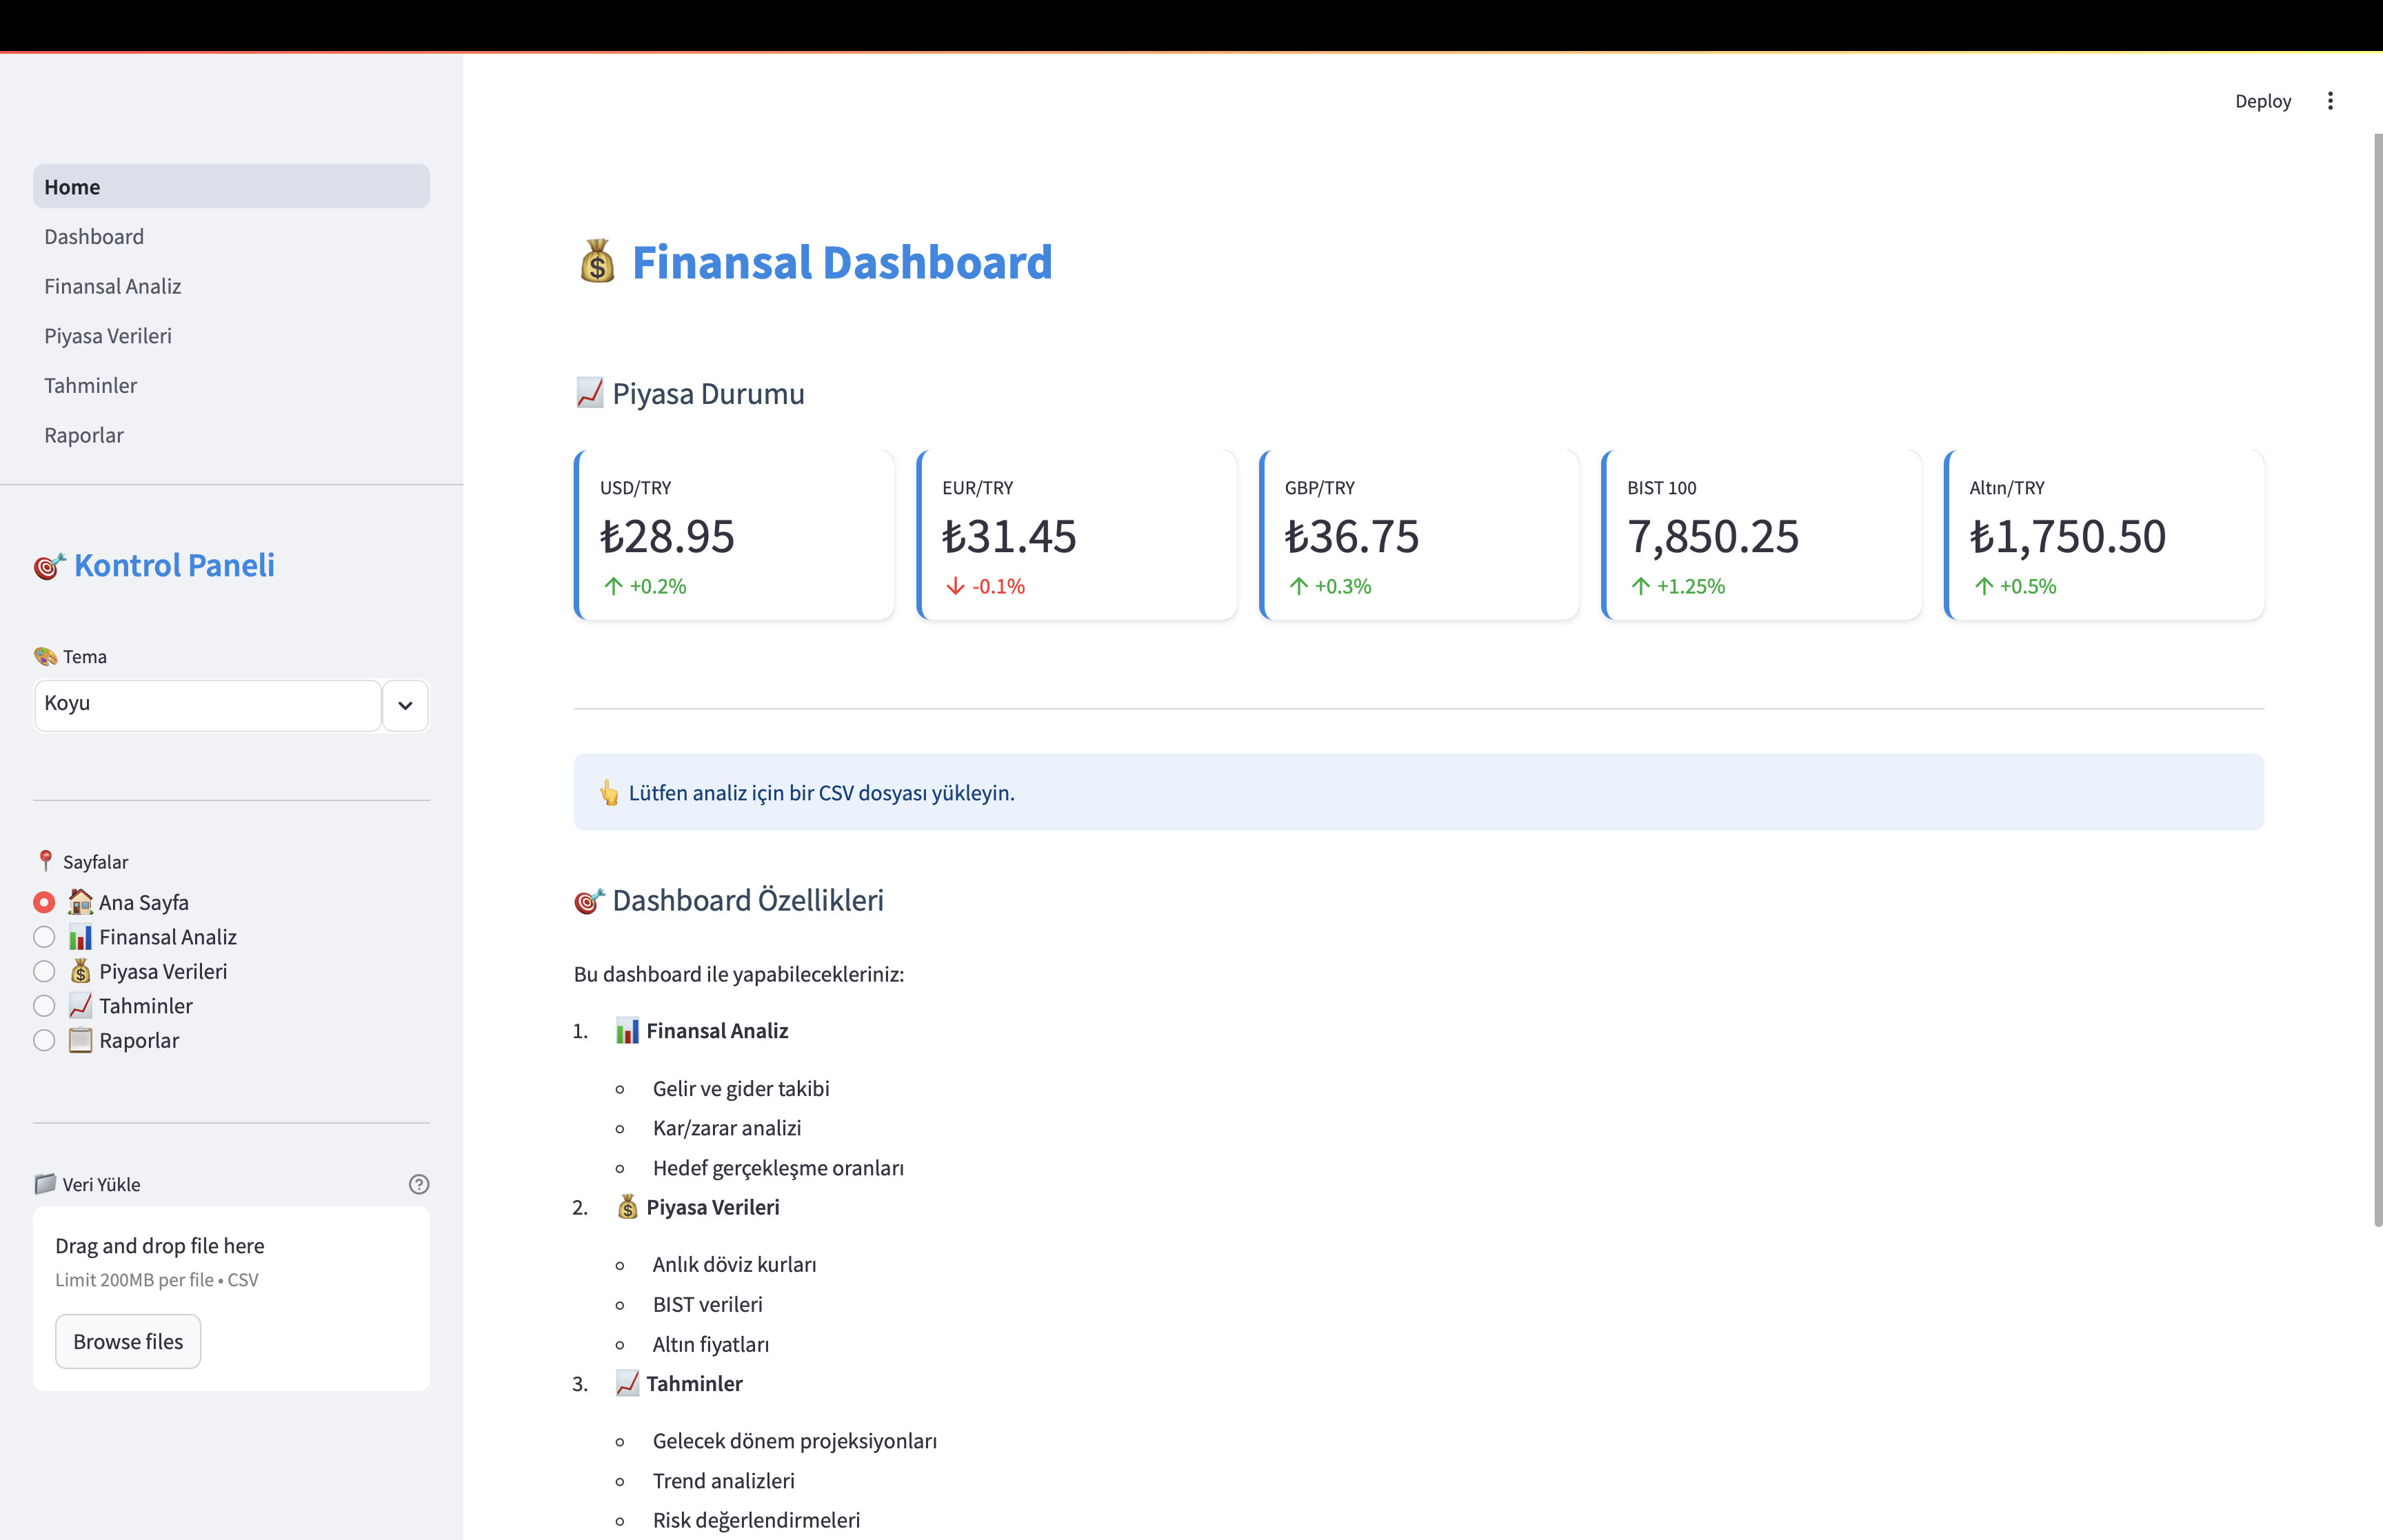 Deploy
Home
Dashboard
Finansal Analiz
Piyasa Verileri
Tahminler
Raporlar
🎯 Kontrol Paneli
🎨 Tema
Koyu
📍 Sayfalar
🏠 Ana Sayfa
📊 Finansal Analiz
💰 Piyasa Verileri
📈 Tahminler
📋 Raporlar
📁 Veri Yükle
Drag and drop file here
Limit 200MB per file • CSV
Browse files
💰 Finansal Dashboard
📈 Piyasa Durumu
USD/TRY
₺28.95
↑ +0.2%
EUR/TRY
₺31.45
↓ -0.1%
GBP/TRY
₺36.75
↑ +0.3%
BIST 100
7,850.25
↑ +1.25%
Altın/TRY
₺1,750.50
↑ +0.5%
👆 Lütfen analiz için bir CSV dosyası yükleyin.
🎯 Dashboard Özellikleri
Bu dashboard ile yapabilecekleriniz:
1. 📊 Finansal Analiz
Gelir ve gider takibi
Kar/zarar analizi
Hedef gerçekleşme oranları
2. 💰 Piyasa Verileri
Anlık döviz kurları
BIST verileri
Altın fiyatları
3. 📈 Tahminler
Gelecek dönem projeksiyonları
Trend analizleri
Risk değerlendirmeleri